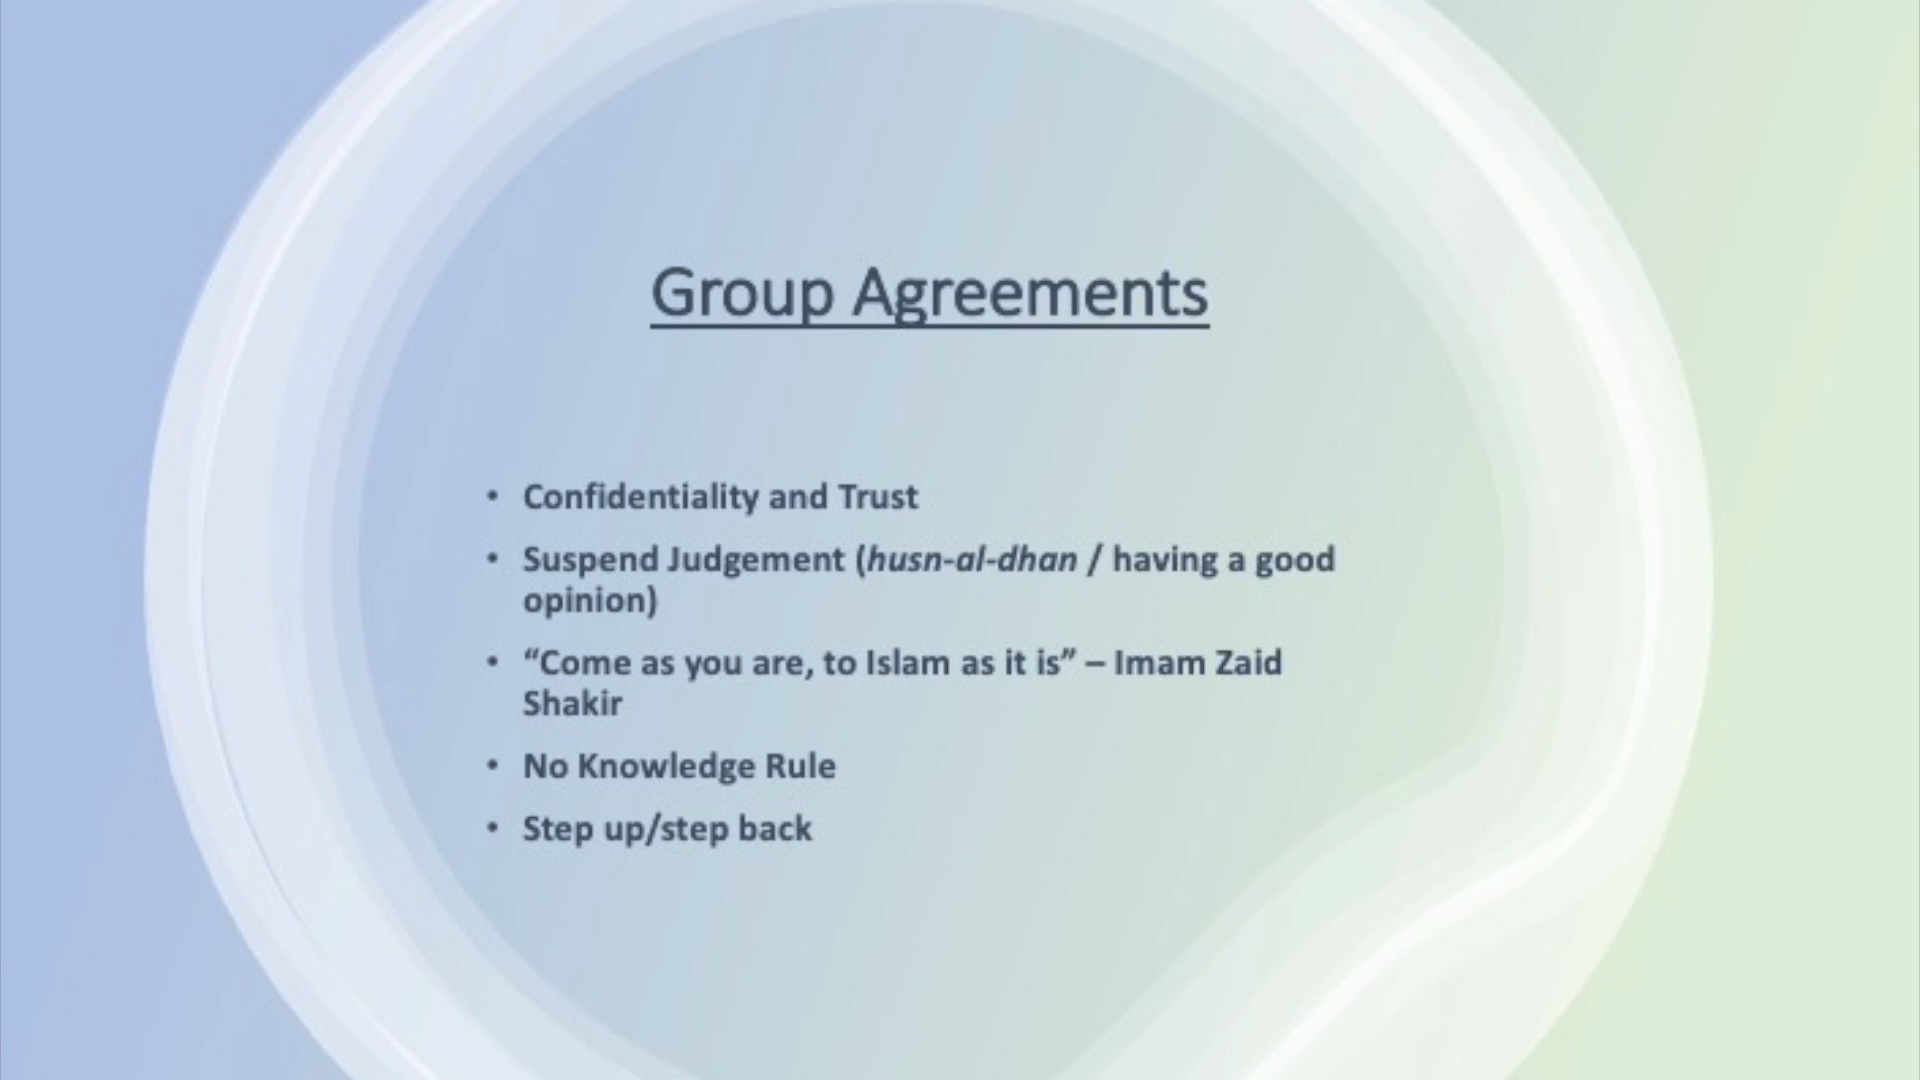 Group Agreements
• Confidentiality and Trust
• Suspend Judgement (husn-al-dhan / having a good
opinion)
• “Come as you are, to Islam as it is” – Imam Zaid
Shakir
• No Knowledge Rule
• Step up/step back